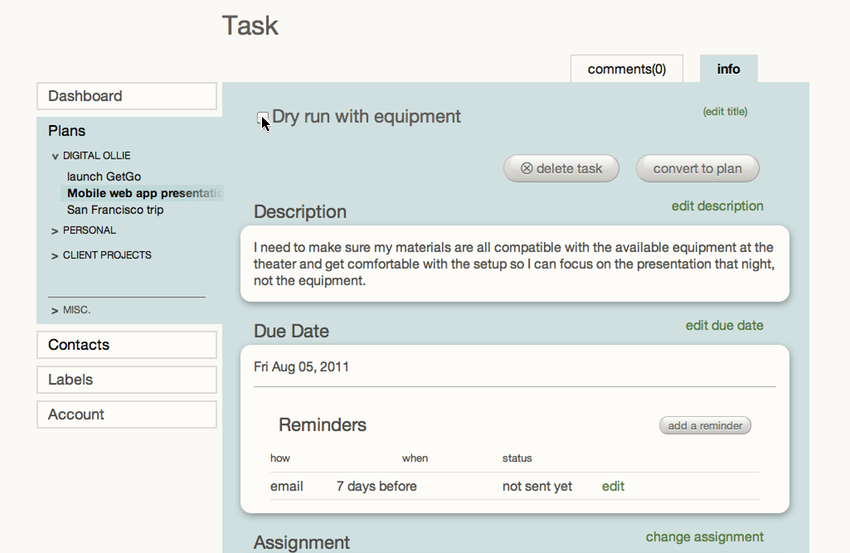 Task
comments(0)
info
Dashboard
Plans
DIGITAL OLLIE
launch GetGo
Mobile web app presentatio
San Francisco trip
> PERSONAL
> CLIENT PROJECTS
> MISC.
Contacts
Labels
Account
Dry run with equipment
(edit title)
delete task
convert to plan
Description
edit description
I need to make sure my materials are all compatible with the available equipment at the
theater and get comfortable with the setup so I can focus on the presentation that night,
not the equipment.
Due Date
edit due date
Fri Aug 05, 2011
Reminders
add a reminder
how when status
email 7 days before not sent yet edit
Assignment
change assignment